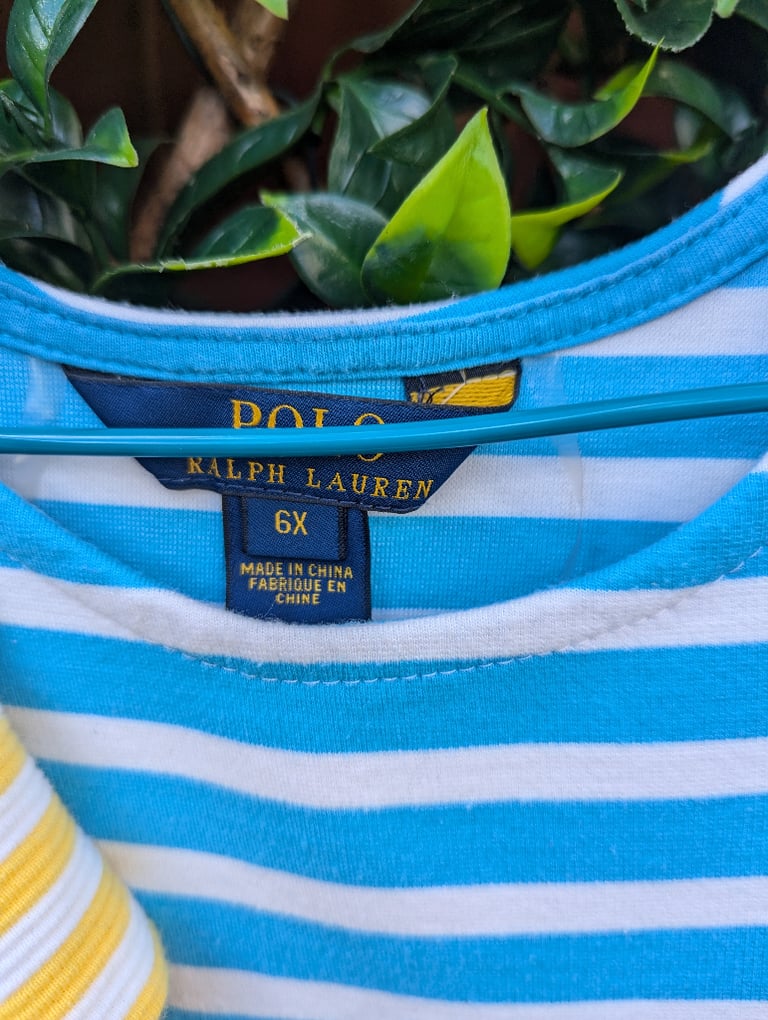 POLO
RALPH LAUREN
6X
MADE IN CHINA
FABRIQUE EN
CHINE